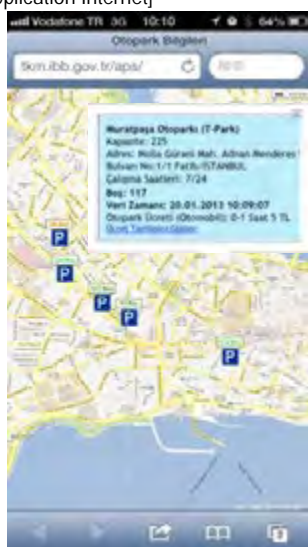 plication Internet]
Vodafone TR 3G 10:10 64%
Otopark Bilgileri
tkm.ibb.gov.tr/aps/
Muratpaşa Otoparkı (T-Park)
Kapasite: 225
Adres: Molla Gürani Mah. Adnan Menderes
Bulvarı No:1/1 Fatih/İSTANBUL
Çalışma Saatleri: 7/24
Boş: 117
Veri Zamanı: 20.01.2013 10:09:07
Otopark Ücreti (Otomobil): 0-1 Saat 5 TL
P
P
P
P
P